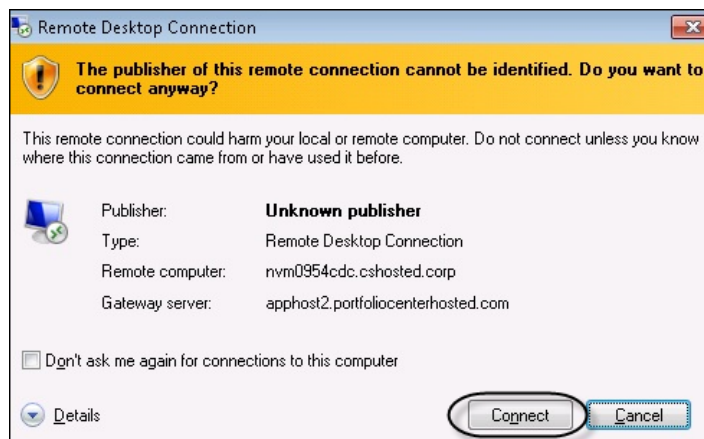 Remote Desktop Connection
The publisher of this remote connection cannot be identified. Do you want to
connect anyway?
This remote connection could harm your local or remote computer. Do not connect unless you know
where this connection came from or have used it before.
Publisher: Unknown publisher
Type: Remote Desktop Connection
Remote computer: nvm0954cdc.cshosted.corp
Gateway server: apphost2.portfoliocenterhosted.com
Don't ask me again for connections to this computer
Details Connect Cancel